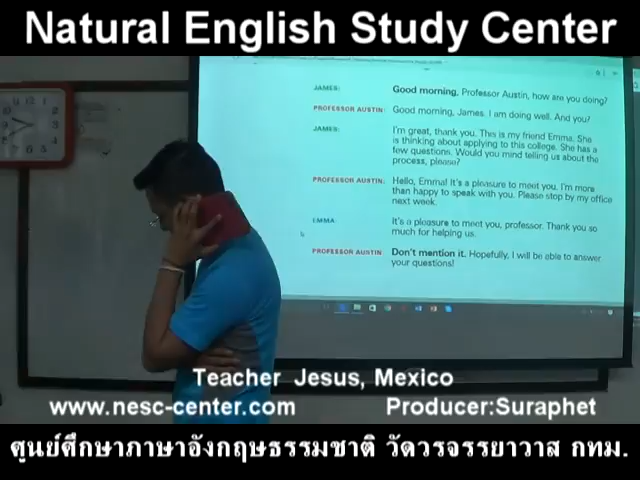 Natural English Study Center
JAMES: Good morning, Professor Austin, how are you doing?
PROFESSOR AUSTIN: Good morning, James. I am doing well. And you?
JAMES: I'm great, thank you. This is my friend Emma. She
is thinking about applying to this college. She has a
few questions. Would you mind telling us about the
process, please?
PROFESSOR AUSTIN: Hello, Emma! It's a pleasure to meet you. I'm more
than happy to speak with you. Please stop by my office
next week.
EMMA: It's a pleasure to meet you, professor. Thank you so
much for helping us.
PROFESSOR AUSTIN: Don't mention it. Hopefully, I will be able to answer
your questions!
Teacher Jesus, Mexico
www.nesc-center.com Producer:Suraphet
ศูนย์ศึกษาภาษาอังกฤษธรรมชาติ วัดวรจรรยาวาส กทม.